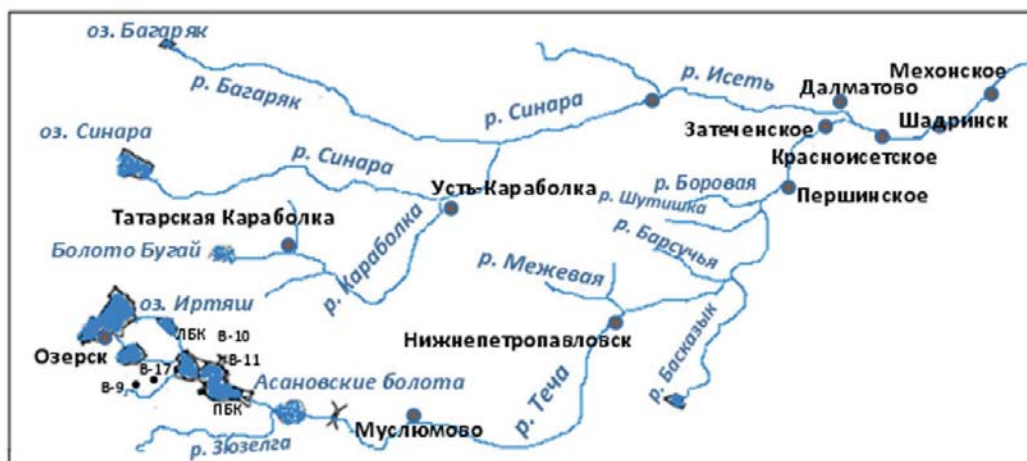 оз. Багаряк
р. Багаряк
р. Исеть
Мехонское
Далматово
р. Синара
Затеченское
Шадринск
оз. Синара
р. Синара
Красноисетское
Усть-Караболка
р. Боровая
Першинское
р. Шутишка
Татарская Караболка
р. Караболка
р. Барсучья
Болото Бугай
р. Межевая
оз. Иртяш
ЛБК
В-10
Озерск
В-11
Нижнепетропавловск
В-17
В-9
Асановские болота
р. Басказык
ПБК
р. Теча
Муслюмово
р. Зюзелга